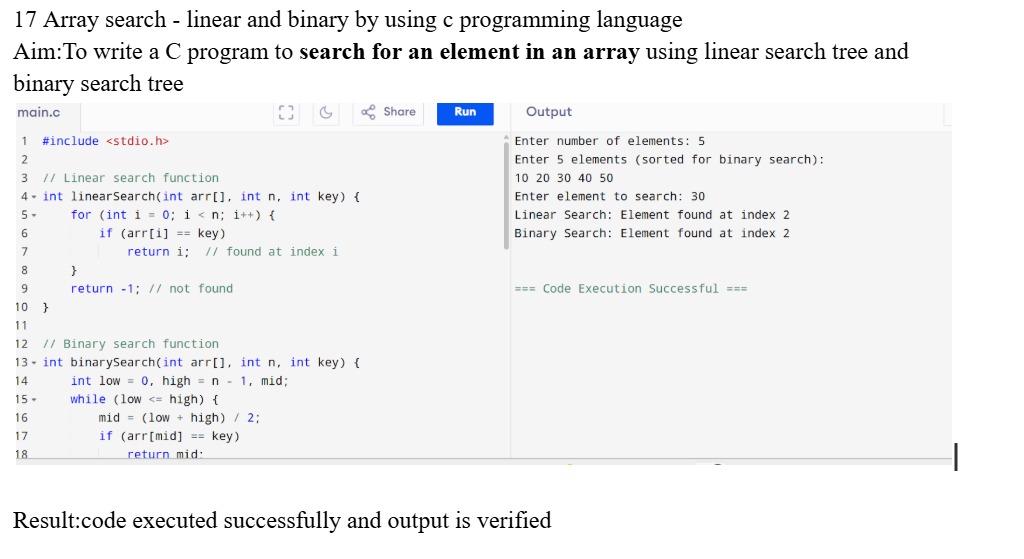 17 Array search - linear and binary by using c programming language
Aim:To write a C program to search for an element in an array using linear search tree and
binary search tree
main.c
Share
Run
Output
1 #include <stdio.h>
2
3 // Linear search function
4 int linearSearch(int arr[], int n, int key) {
5     for (int i = 0; i < n; i++) {
6         if (arr[i] == key)
7             return i;  // found at index i
8     }
9     return -1; // not found
10 }
11
12 // Binary search function
13 int binarySearch(int arr[], int n, int key) {
14     int low = 0, high = n - 1, mid;
15     while (low <= high) {
16         mid = (low + high) / 2;
17         if (arr[mid] == key)
18             return mid;
Enter number of elements: 5
Enter 5 elements (sorted for binary search):
10 20 30 40 50
Enter element to search: 30
Linear Search: Element found at index 2
Binary Search: Element found at index 2
=== Code Execution Successful ===
Result:code executed successfully and output is verified